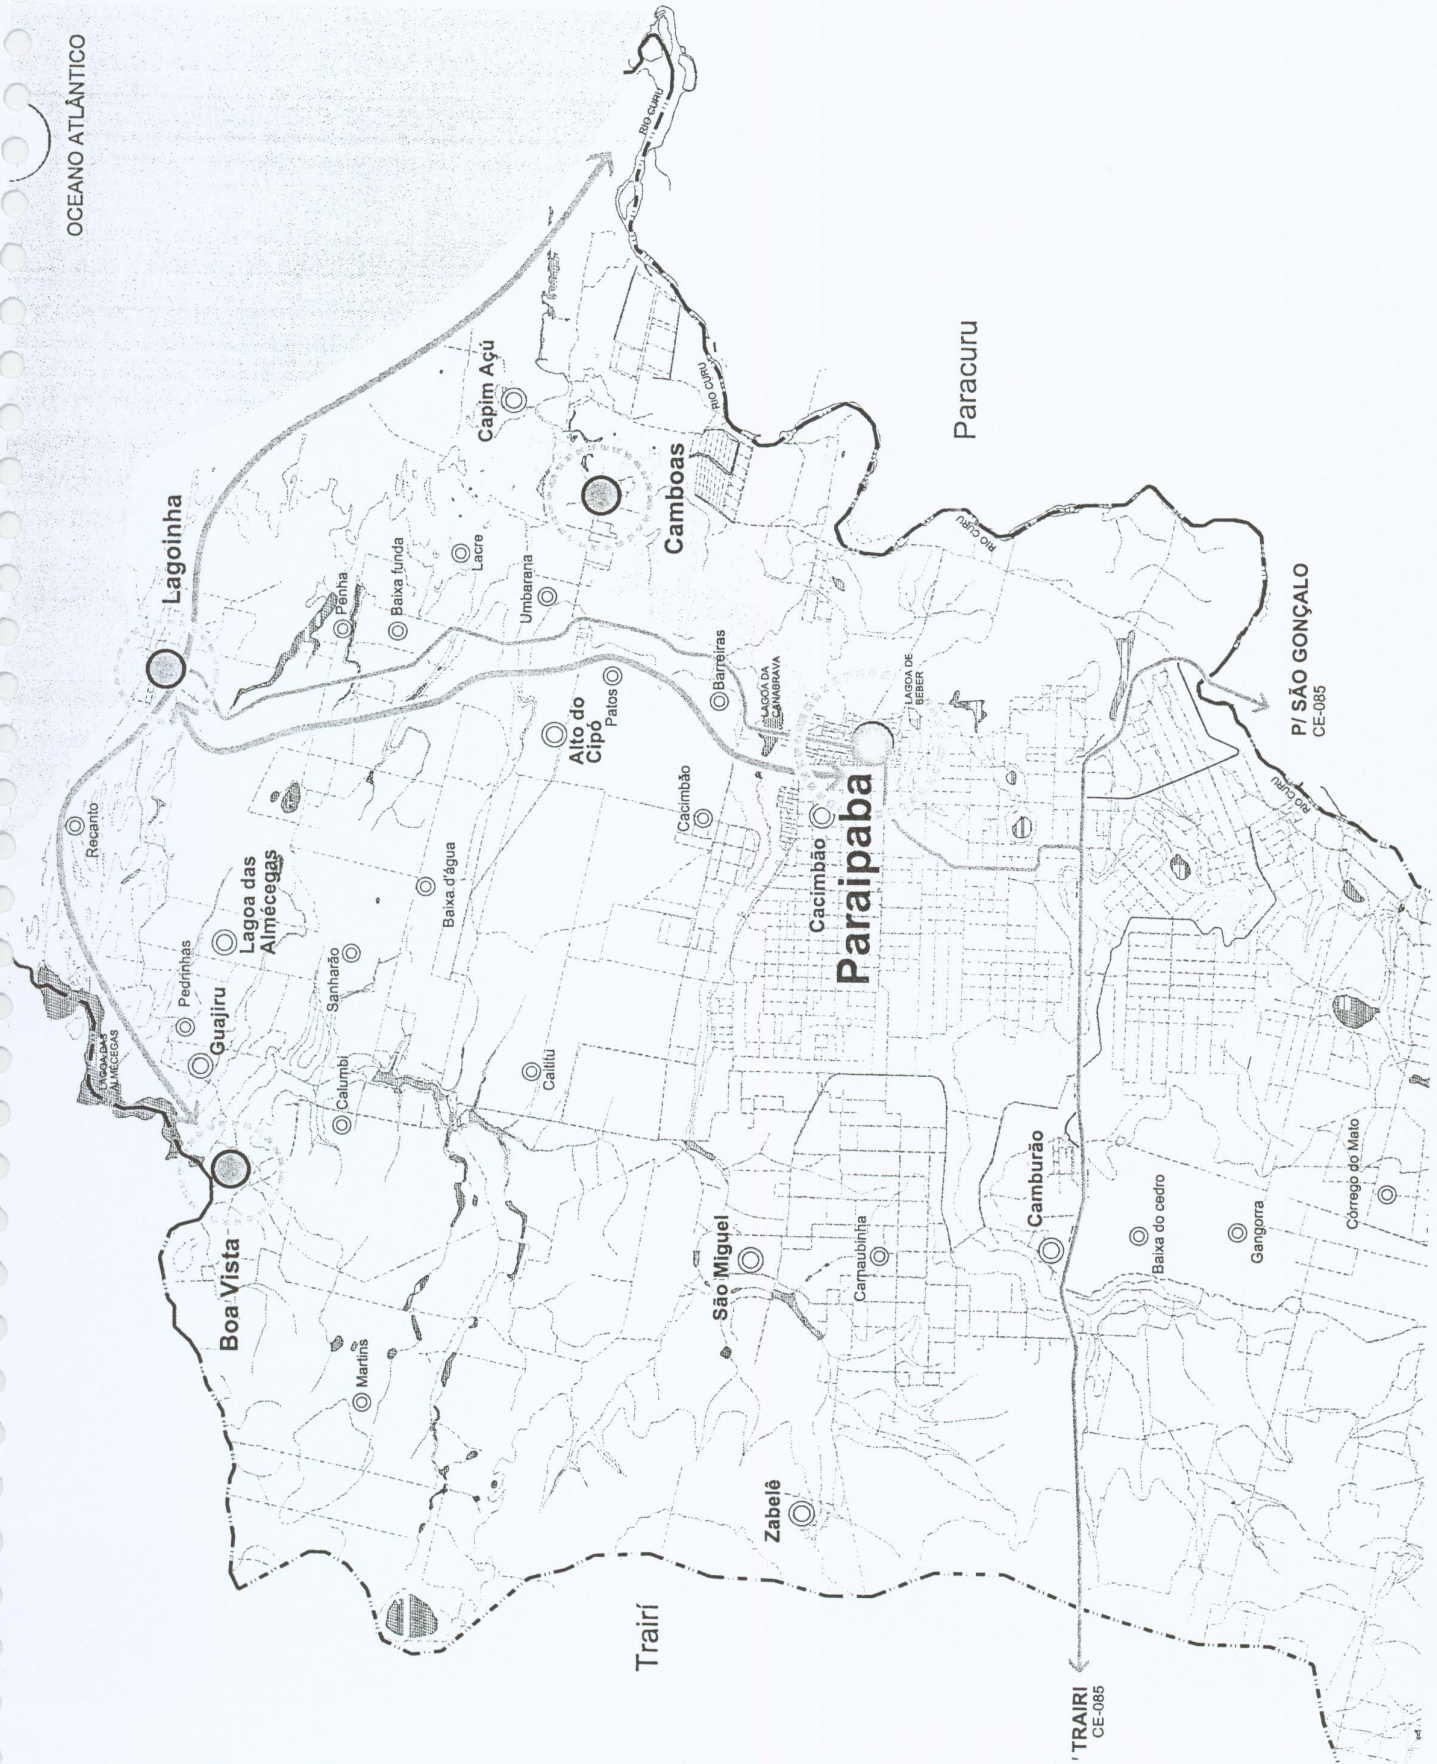 OCEANO ATLÂNTICO
RIO CURU
Lagoinha
Capim Açú
Camboas
Penha
Baixa funda
Lacre
Umbarana
RIO CURU
Paracuru
RIO CURU
Recanto
Alto do
Cipó
Patos
Barreiras
LAGOA DA
CANABRAVA
LAGOA DE
BEBER
P/ SÃO GONÇALO
CE-085
RIO CURU
Pedrinhas
Guajiru
Lagoa das
Almécegas
Sanharão
Baixa d'água
Cacimbão
Cacimbão
Paraipaba
LAGOA DAS
ALMÉCEGAS
Calumbi
Caititú
Boa Vista
Martins
São Miguel
Carnaubinha
Camburão
Baixa do cedro
Gangorra
Córrego do Mato
Zabelê
Trairí
/ TRAIRI
CE-085